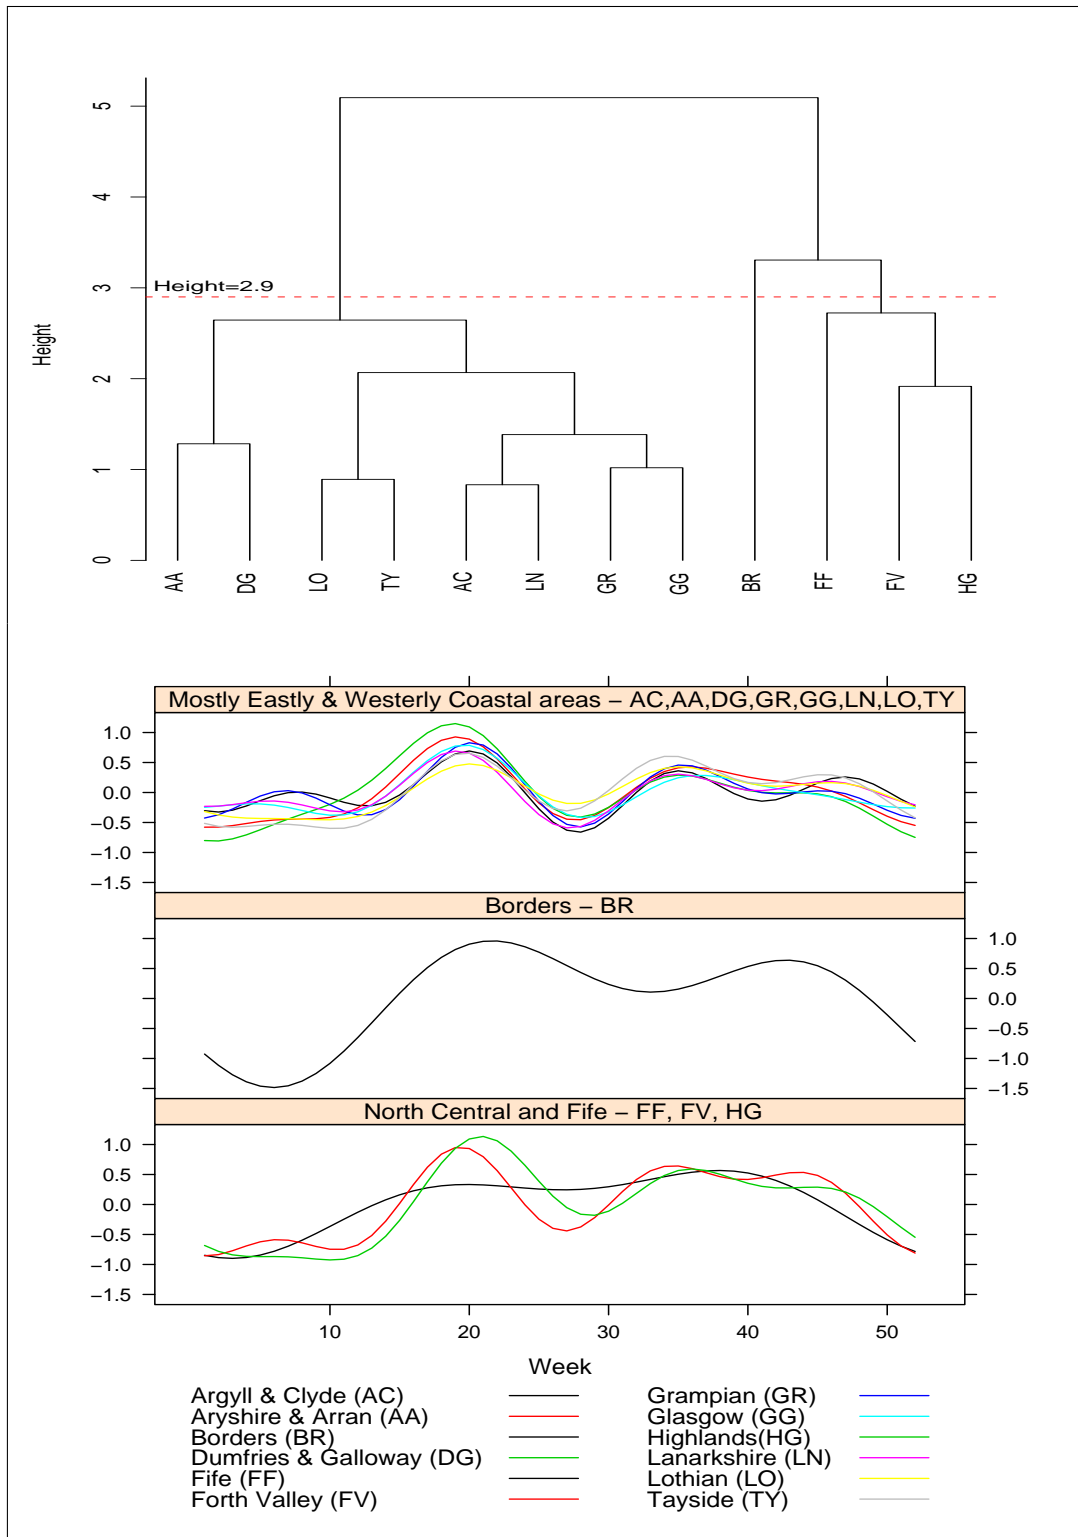 5
4
3
2
1
0
Height
Height=2.9
AA DG LO TY AC LN GR GG BR FF FV HG
Mostly Eastly & Westerly Coastal areas – AC,AA,DG,GR,GG,LN,LO,TY
1.0
0.5
0.0
−0.5
−1.0
−1.5
Borders – BR
1.0
0.5
0.0
−0.5
−1.0
−1.5
North Central and Fife – FF, FV, HG
1.0
0.5
0.0
−0.5
−1.0
−1.5
10 20 30 40 50
Week
Argyll & Clyde (AC)
Aryshire & Arran (AA)
Borders (BR)
Dumfries & Galloway (DG)
Fife (FF)
Forth Valley (FV)
Grampian (GR)
Glasgow (GG)
Highlands(HG)
Lanarkshire (LN)
Lothian (LO)
Tayside (TY)